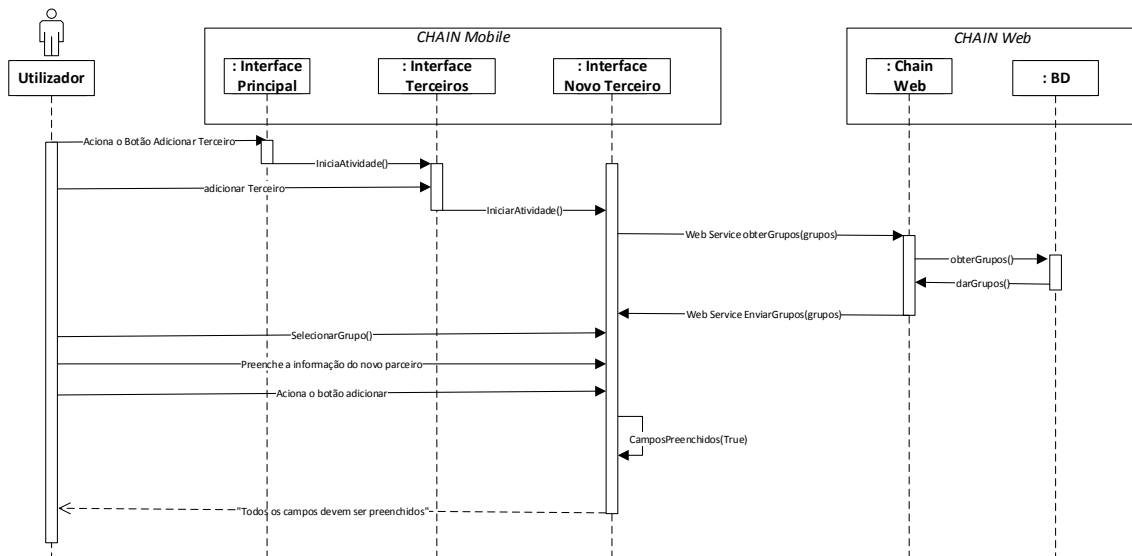 CHAIN Mobile
CHAIN Web
Utilizador
: Interface
Principal
: Interface
Terceiros
: Interface
Novo Terceiro
: Chain
Web
: BD
Aciona o Botão Adicionar Terceiro
IniciaAtividade()
adicionar Terceiro
IniciarAtividade()
Web Service obterGrupos(grupos)
obterGrupos()
darGrupos()
Web Service EnviarGrupos(grupos)
SelecionarGrupo()
Preenche a informação do novo parceiro
Aciona o botão adicionar
CamposPreenchidos(True)
"Todos os campos devem ser preenchidos"